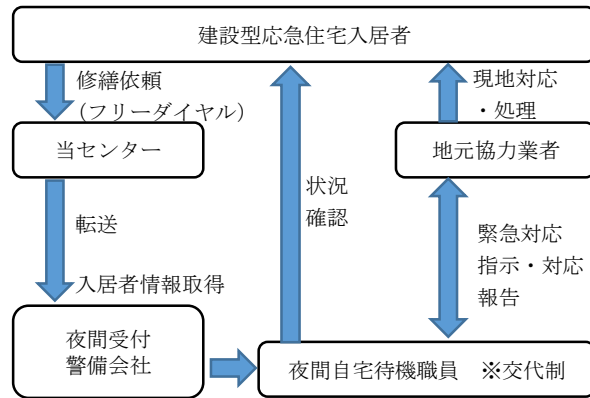 建設型応急住宅入居者
修繕依頼
(フリーダイヤル)
現地対応
・処理
当センター
地元協力業者
転送
状況
確認
緊急対応
指示・対応
報告
入居者情報取得
夜間受付
警備会社
夜間自宅待機職員　※交代制